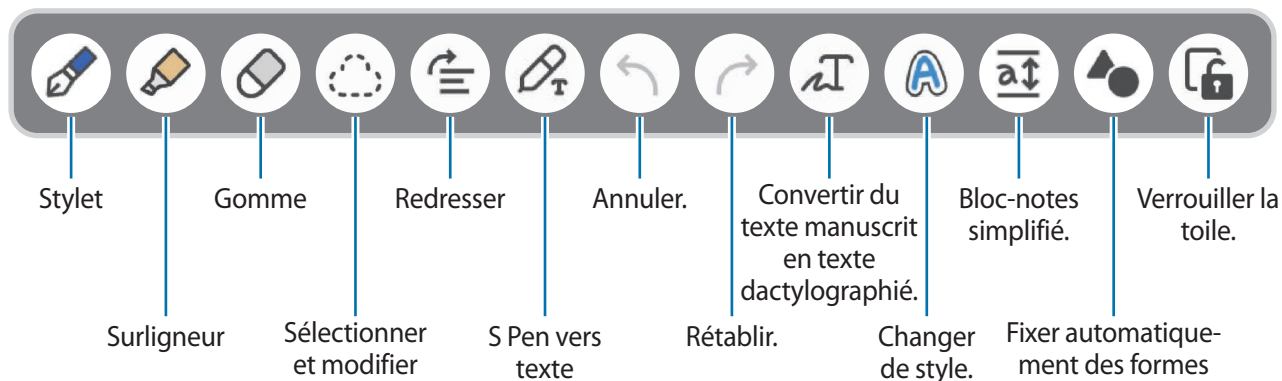 Stylet
Gomme
Redresser
Annuler.
Convertir du
texte manuscrit
en texte
dactylographié.
Bloc-notes
simplifié.
Verrouiller la
toile.
Surligneur
Sélectionner
et modifier
S Pen vers
texte
Rétablir.
Changer
de style.
Fixer automatique-
ment des formes